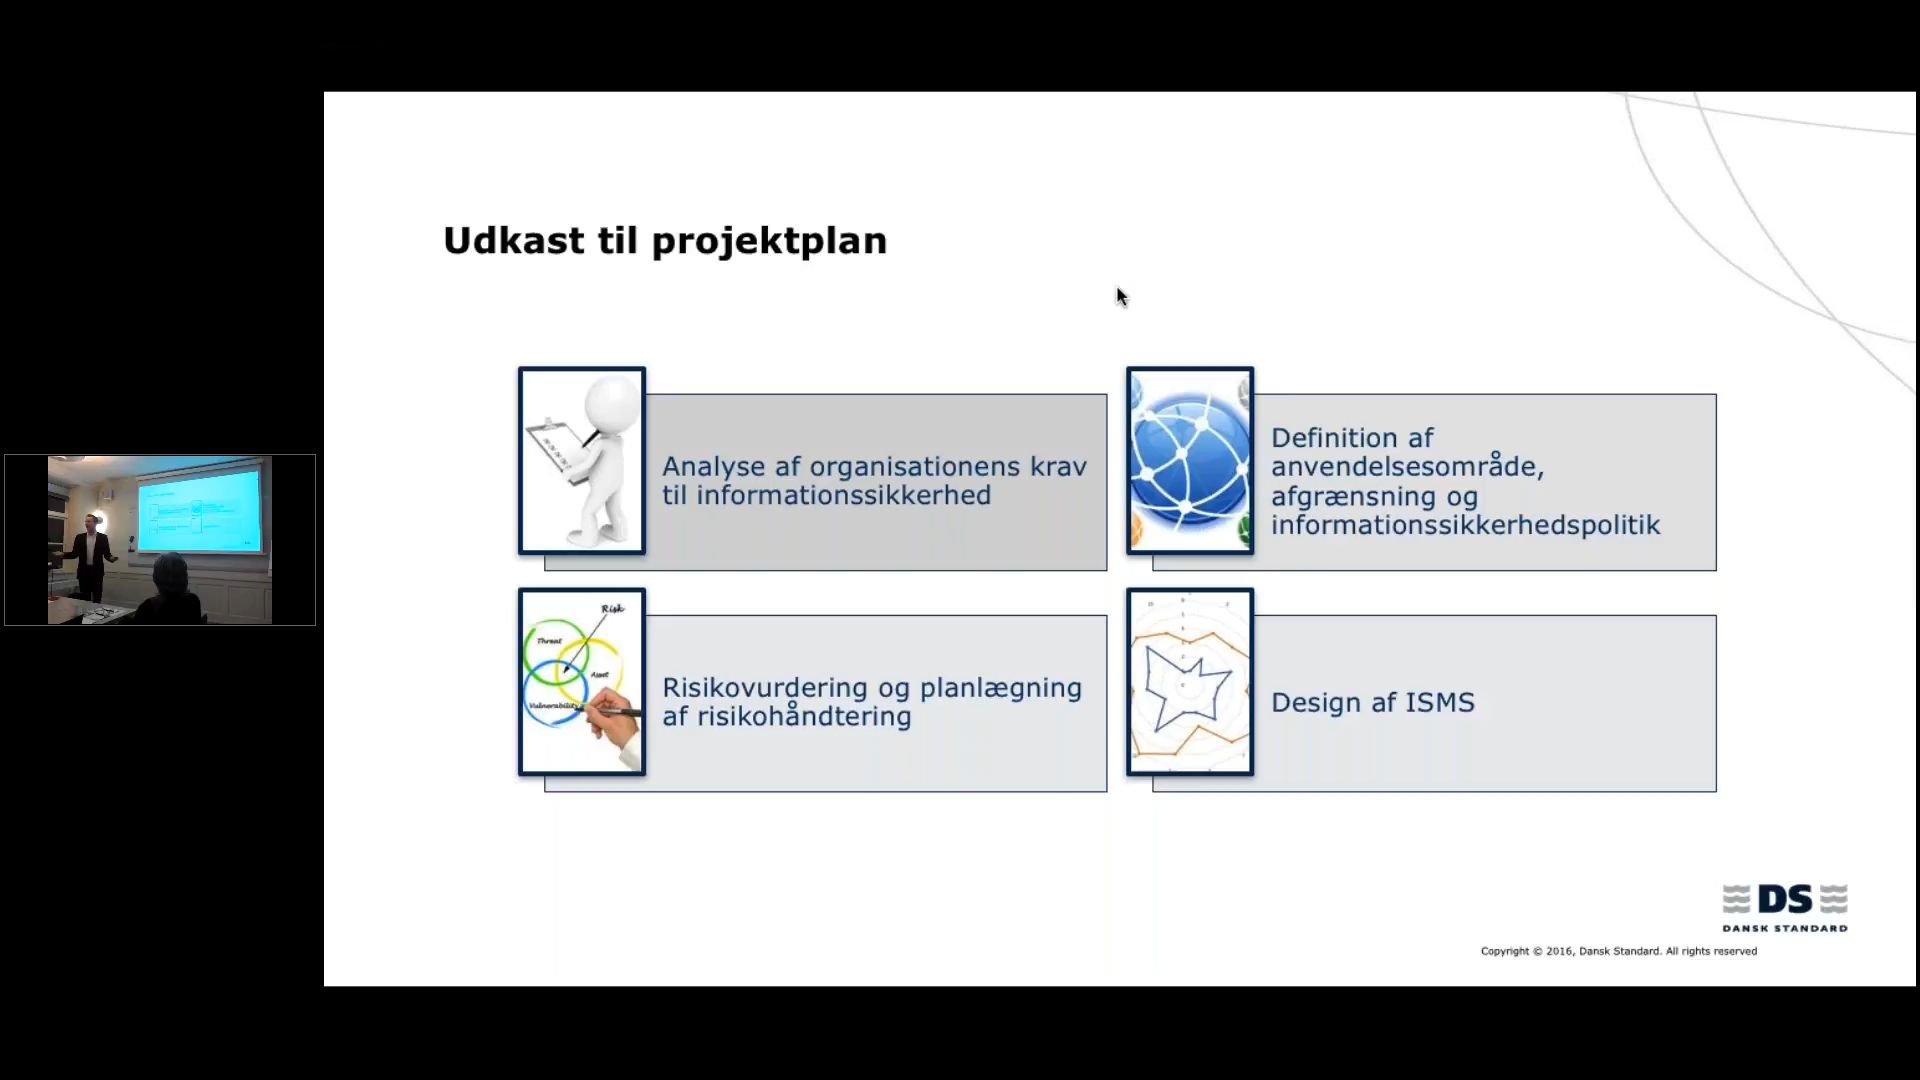 Udkast til projektplan
Analyse af organisationens krav
til informationssikkerhed
Definition af
anvendelsesområde,
afgrænsning og
informationssikkerhedspolitik
Risk
Threat
Asset
Vulnerability
Risikovurdering og planlægning
af risikohåndtering
Design af ISMS
DS
DANSK STANDARD
Copyright © 2016, Dansk Standard. All rights reserved